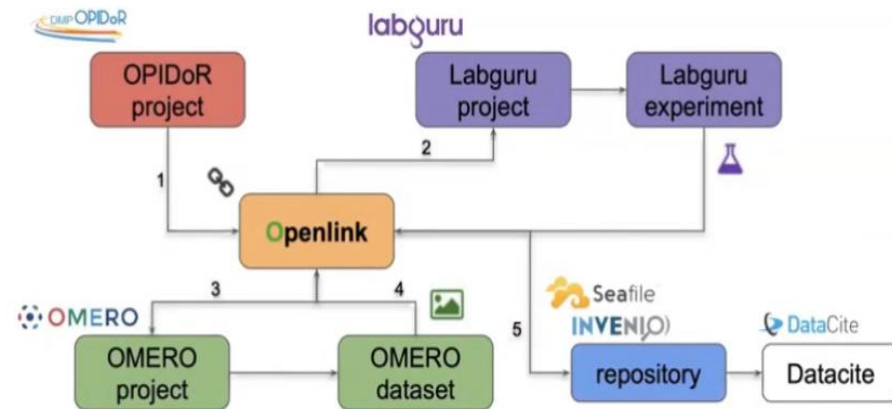 DMP OPIDoR
labguru
OPIDoR
project
Labguru
project
Labguru
experiment
2
1
Openlink
3
4
Seafile
OMERO
INVENIO
5
DataCite
OMERO
project
OMERO
dataset
repository
Datacite